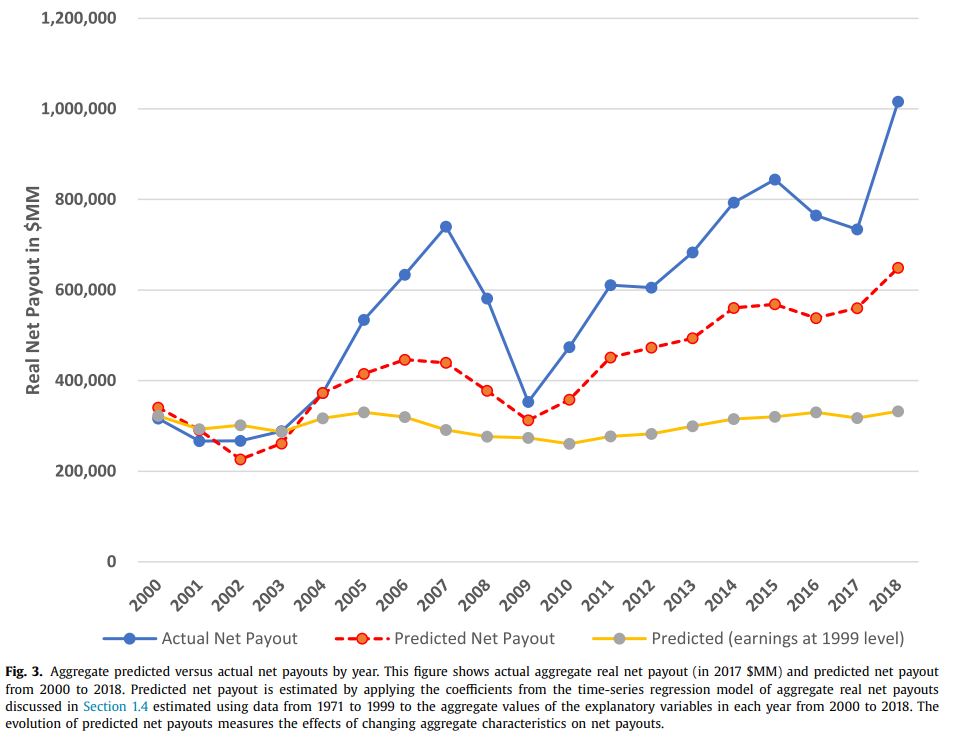 1,200,000
1,000,000
800,000
600,000
400,000
200,000
0
Real Net Payout in $MM
2000 2001 2002 2003 2004 2005 2006 2007 2008 2009 2010 2011 2012 2013 2014 2015 2016 2017 2018
Actual Net Payout Predicted Net Payout Predicted (earnings at 1999 level)
Fig. 3. Aggregate predicted versus actual net payouts by year. This figure shows actual aggregate real net payout (in 2017 $MM) and predicted net payout
from 2000 to 2018. Predicted net payout is estimated by applying the coefficients from the time-series regression model of aggregate real net payouts
discussed in Section 1.4 estimated using data from 1971 to 1999 to the aggregate values of the explanatory variables in each year from 2000 to 2018. The
evolution of predicted net payouts measures the effects of changing aggregate characteristics on net payouts.